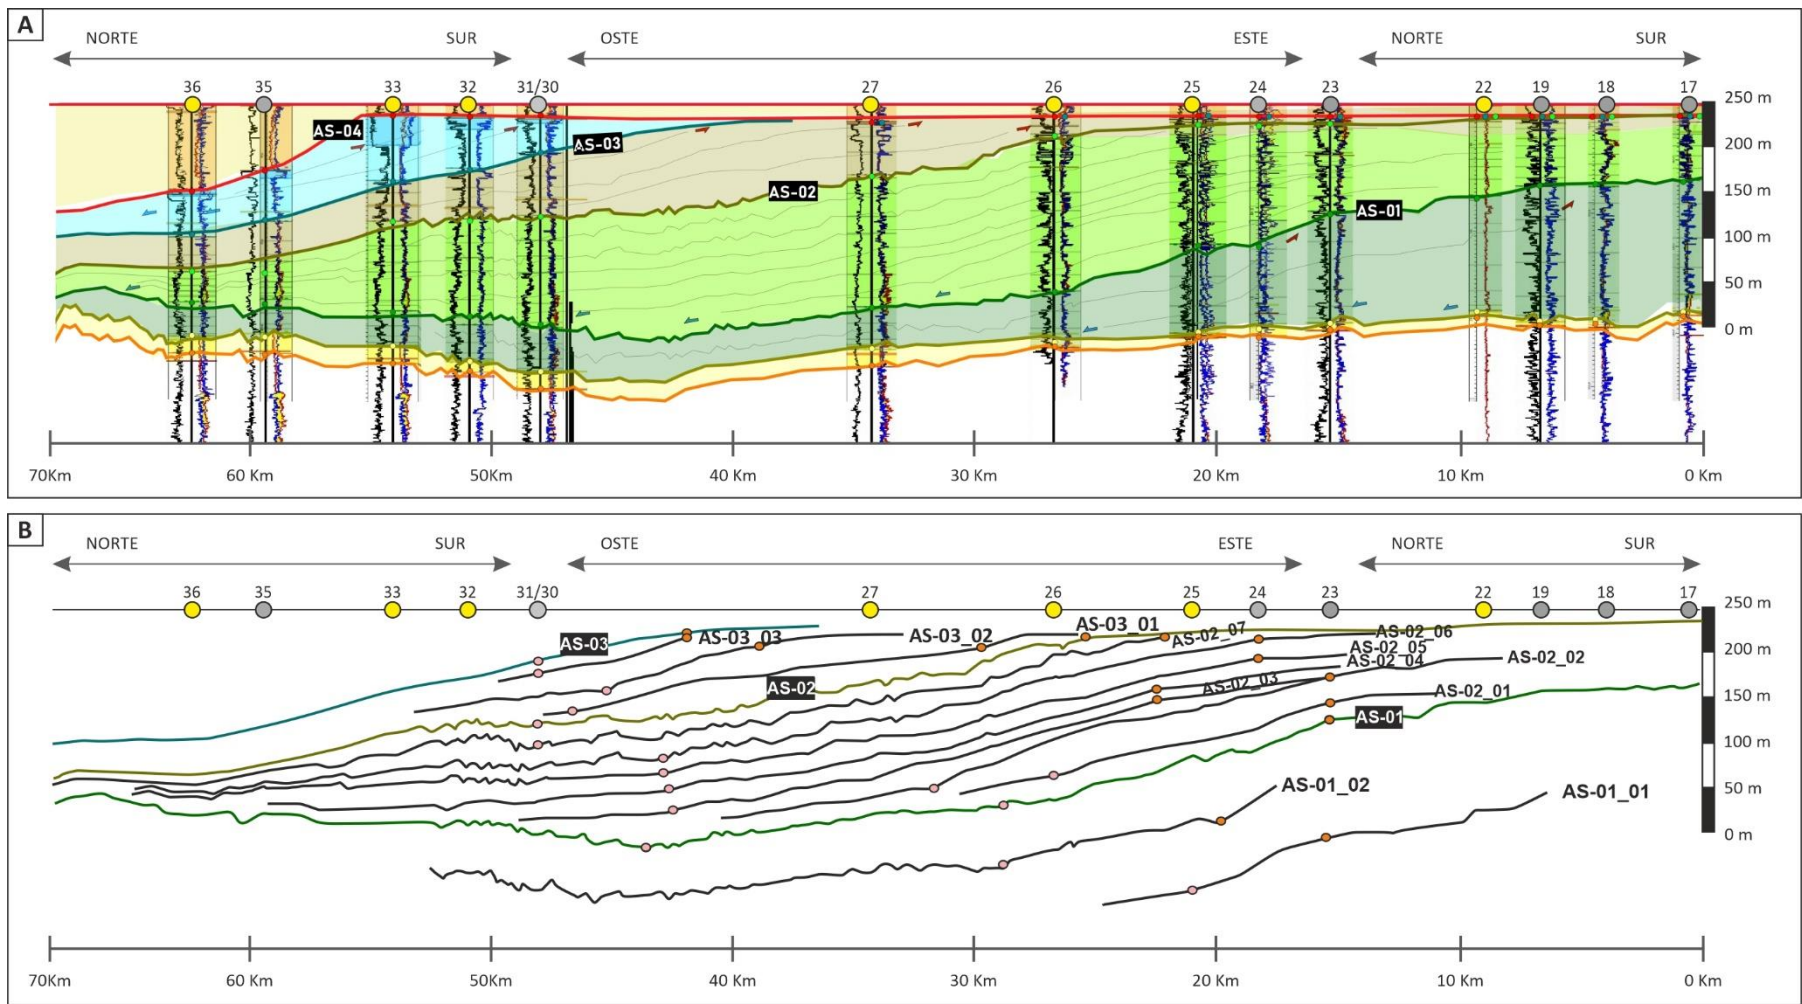 A
NORTE SUR OSTE ESTE NORTE SUR
36 35 33 32 31/30 27 26 25 24 23 22 19 18 17
250 m
AS-04
AS-03
200 m
AS-02
150 m
AS-01
100 m
50 m
0 m
70Km 60 Km 50Km 40 Km 30 Km 20 Km 10 Km 0 Km
B
NORTE SUR OSTE ESTE NORTE SUR
36 35 33 32 31/30 27 26 25 24 23 22 19 18 17
250 m
AS-03 AS-03_03 AS-03_02 AS-03_01 AS-02_07 AS-02_06
AS-02_05
200 m
AS-02_04 AS-02_02
AS-02 AS-02_03 AS-02_01
150 m
AS-01
100 m
AS-01_02 AS-01_01
50 m
0 m
70Km 60 Km 50Km 40 Km 30 Km 20 Km 10 Km 0 Km